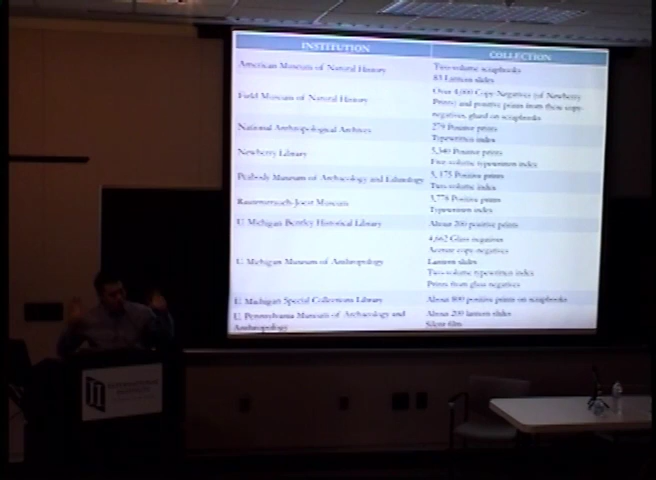 INSTITUTION COLLECTION
American Museum of Natural History Two-volume scrapbooks
83 Lantern slides
Field Museum of Natural History Over 4,000 Copy-Negatives (of Newberry
Prints) and positive prints from these copy-
negatives, glued on scrapbooks
National Anthropological Archives 279 Positive prints
Typewritten index
Newberry Library 5,340 Positive prints
Five-volume typewritten index
Peabody Museum of Archaeology and Ethnology 5,175 Positive prints
Two-volume index
Rautenstrauch-Joest Museum 3,778 Positive prints
Typewritten index
U. Michigan Bentley Historical Library About 200 positive prints
U. Michigan Museum of Anthropology 4,662 Glass negatives
Acetate copy-negatives
Lantern slides
Two-volume typewritten index
Prints from glass negatives
U. Michigan Special Collections Library About 800 positive prints on scrapbooks
U. Pennsylvania Museum of Archaeology and About 200 lantern slides
Anthropology Silent film
INTERNATIONAL
INSTITUTE